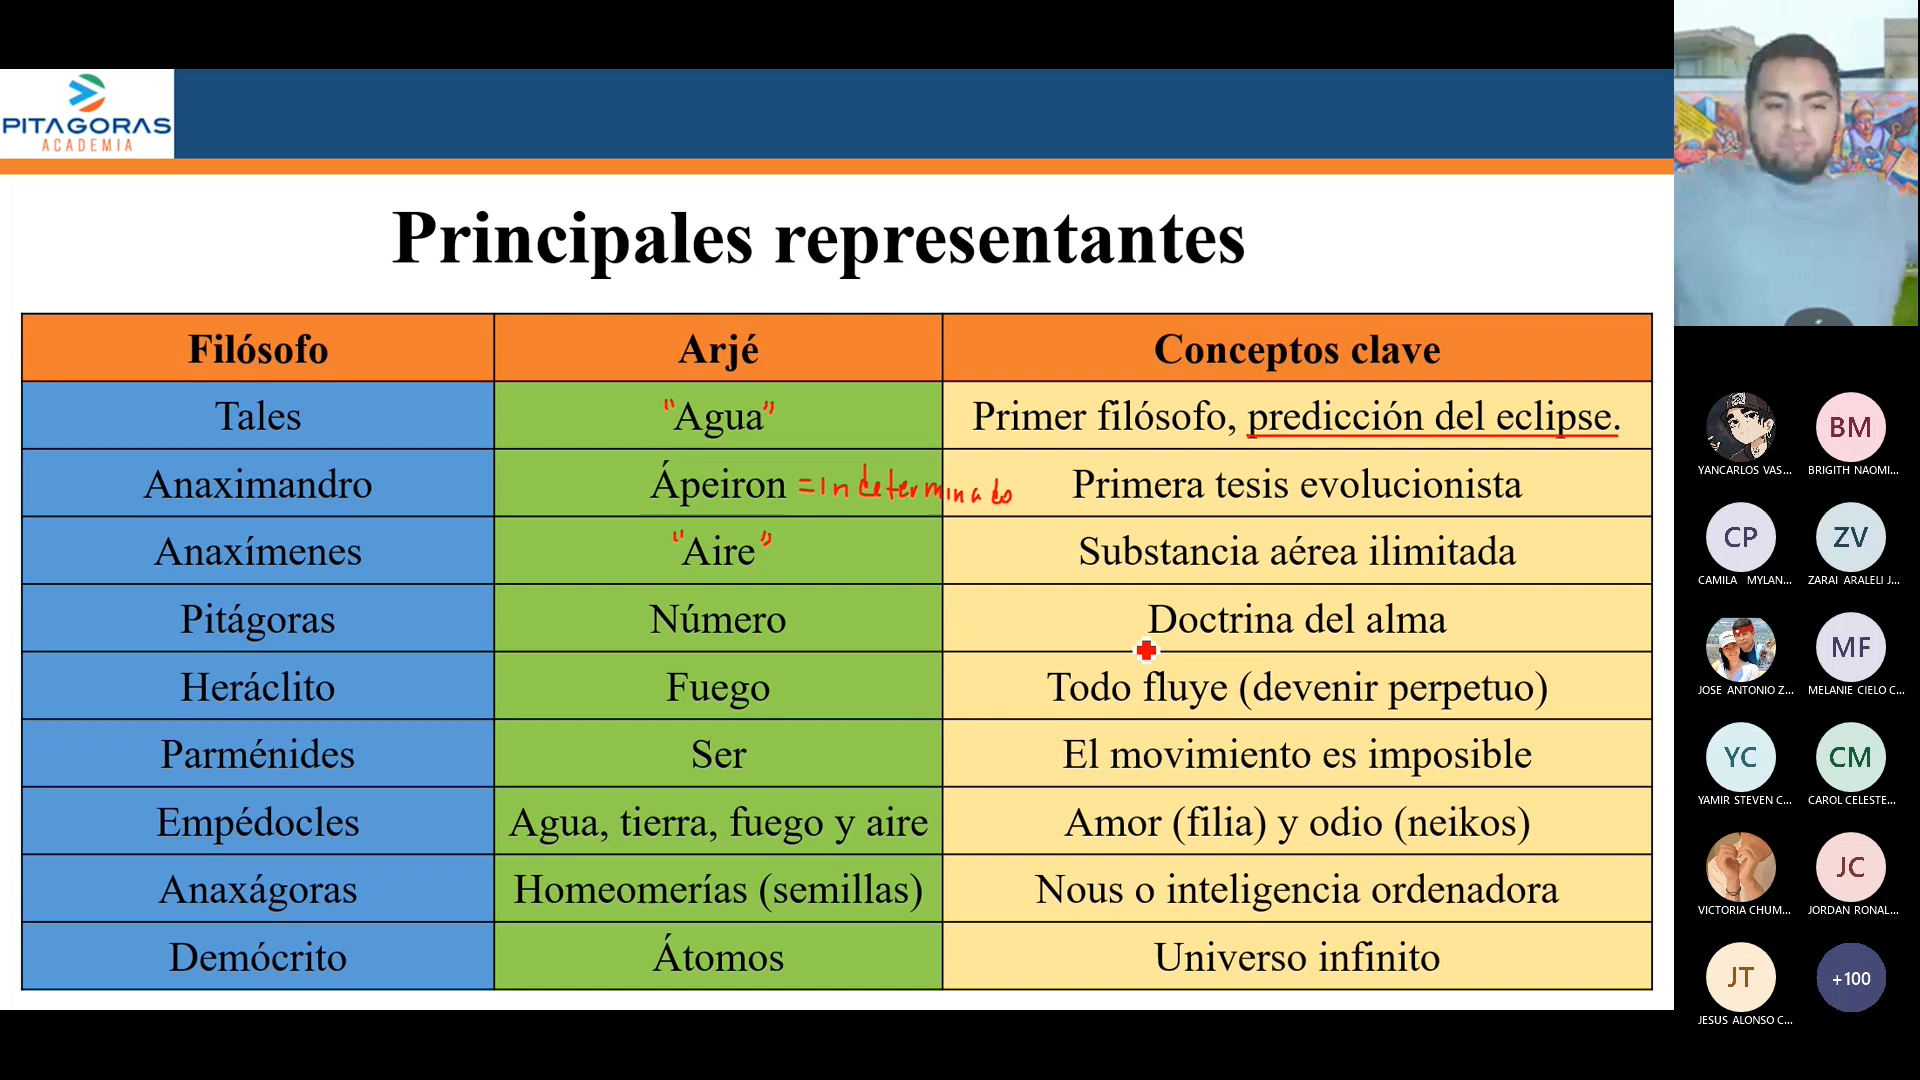 PITAGORAS
ACADEMIA
Principales representantes
Filósofo Arjé Conceptos clave
Tales "Agua" Primer filósofo, predicción del eclipse.
Anaximandro Ápeiron = Indeterminado Primera tesis evolucionista
Anaxímenes "Aire" Substancia aérea ilimitada
Pitágoras Número Doctrina del alma
Heráclito Fuego Todo fluye (devenir perpetuo)
Parménides Ser El movimiento es imposible
Empédocles Agua, tierra, fuego y aire Amor (filia) y odio (neikos)
Anaxágoras Homeomerías (semillas) Nous o inteligencia ordenadora
Demócrito Átomos Universo infinito
BM
YANCARLOS VAS... BRIGITH NAOMI...
CP ZV
CAMILA MYLAN... ZARAI ARALELI J...
MF
JOSE ANTONIO Z... MELANIE CIELO C...
YC CM
YAMIR STEVEN C... CAROL CELESTE...
JC
VICTORIA CHUM... JORDAN RONAL...
JT +100
JESUS ALONSO C...